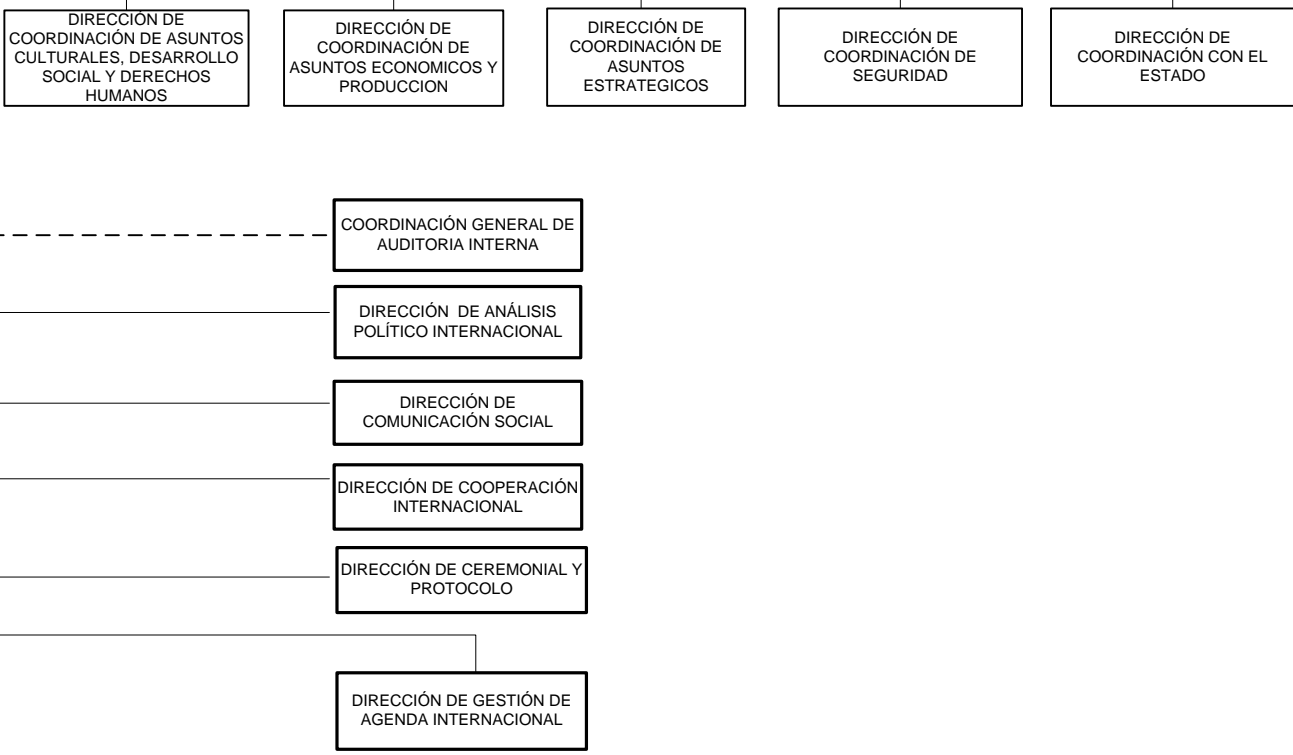 DIRECCIÓN DE
COORDINACIÓN DE ASUNTOS
CULTURALES, DESARROLLO
SOCIAL Y DERECHOS
HUMANOS
DIRECCIÓN DE
COORDINACIÓN DE
ASUNTOS ECONOMICOS Y
PRODUCCION
DIRECCIÓN DE
COORDINACIÓN DE
ASUNTOS
ESTRATEGICOS
DIRECCIÓN DE
COORDINACIÓN DE
SEGURIDAD
DIRECCIÓN DE
COORDINACIÓN CON EL
ESTADO
COORDINACIÓN GENERAL DE
AUDITORIA INTERNA
DIRECCIÓN DE ANÁLISIS
POLÍTICO INTERNACIONAL
DIRECCIÓN DE
COMUNICACIÓN SOCIAL
DIRECCIÓN DE COOPERACIÓN
INTERNACIONAL
DIRECCIÓN DE CEREMONIAL Y
PROTOCOLO
DIRECCIÓN DE GESTIÓN DE
AGENDA INTERNACIONAL